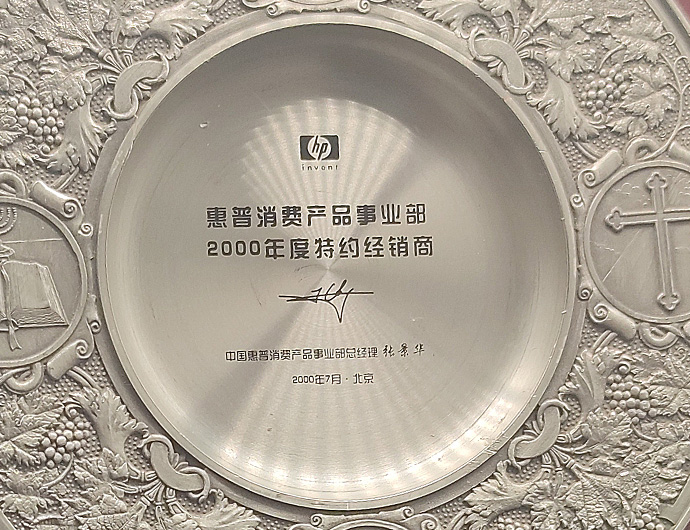 hp
invent
惠普消费产品事业部
2000年度特约经销商
中国惠普消费产品事业部总经理 张景华
2000年7月·北京